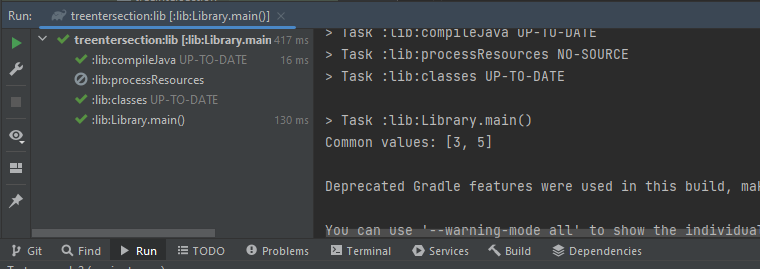 Run:
treentersection:lib [:lib:Library.main()] ×
treentersection:lib [:lib:Library.main 417 ms
:lib:compileJava UP-TO-DATE 16 ms
:lib:processResources
:lib:classes UP-TO-DATE
:lib:Library.main() 130 ms
> Task :lib:compileJava UP-TO-DATE
> Task :lib:processResources NO-SOURCE
> Task :lib:classes UP-TO-DATE
> Task :lib:Library.main()
Common values: [3, 5]
Deprecated Gradle features were used in this build, mak
You can use '--warning-mode all' to show the individual
Git Find Run TODO Problems Terminal Services Build Dependencies